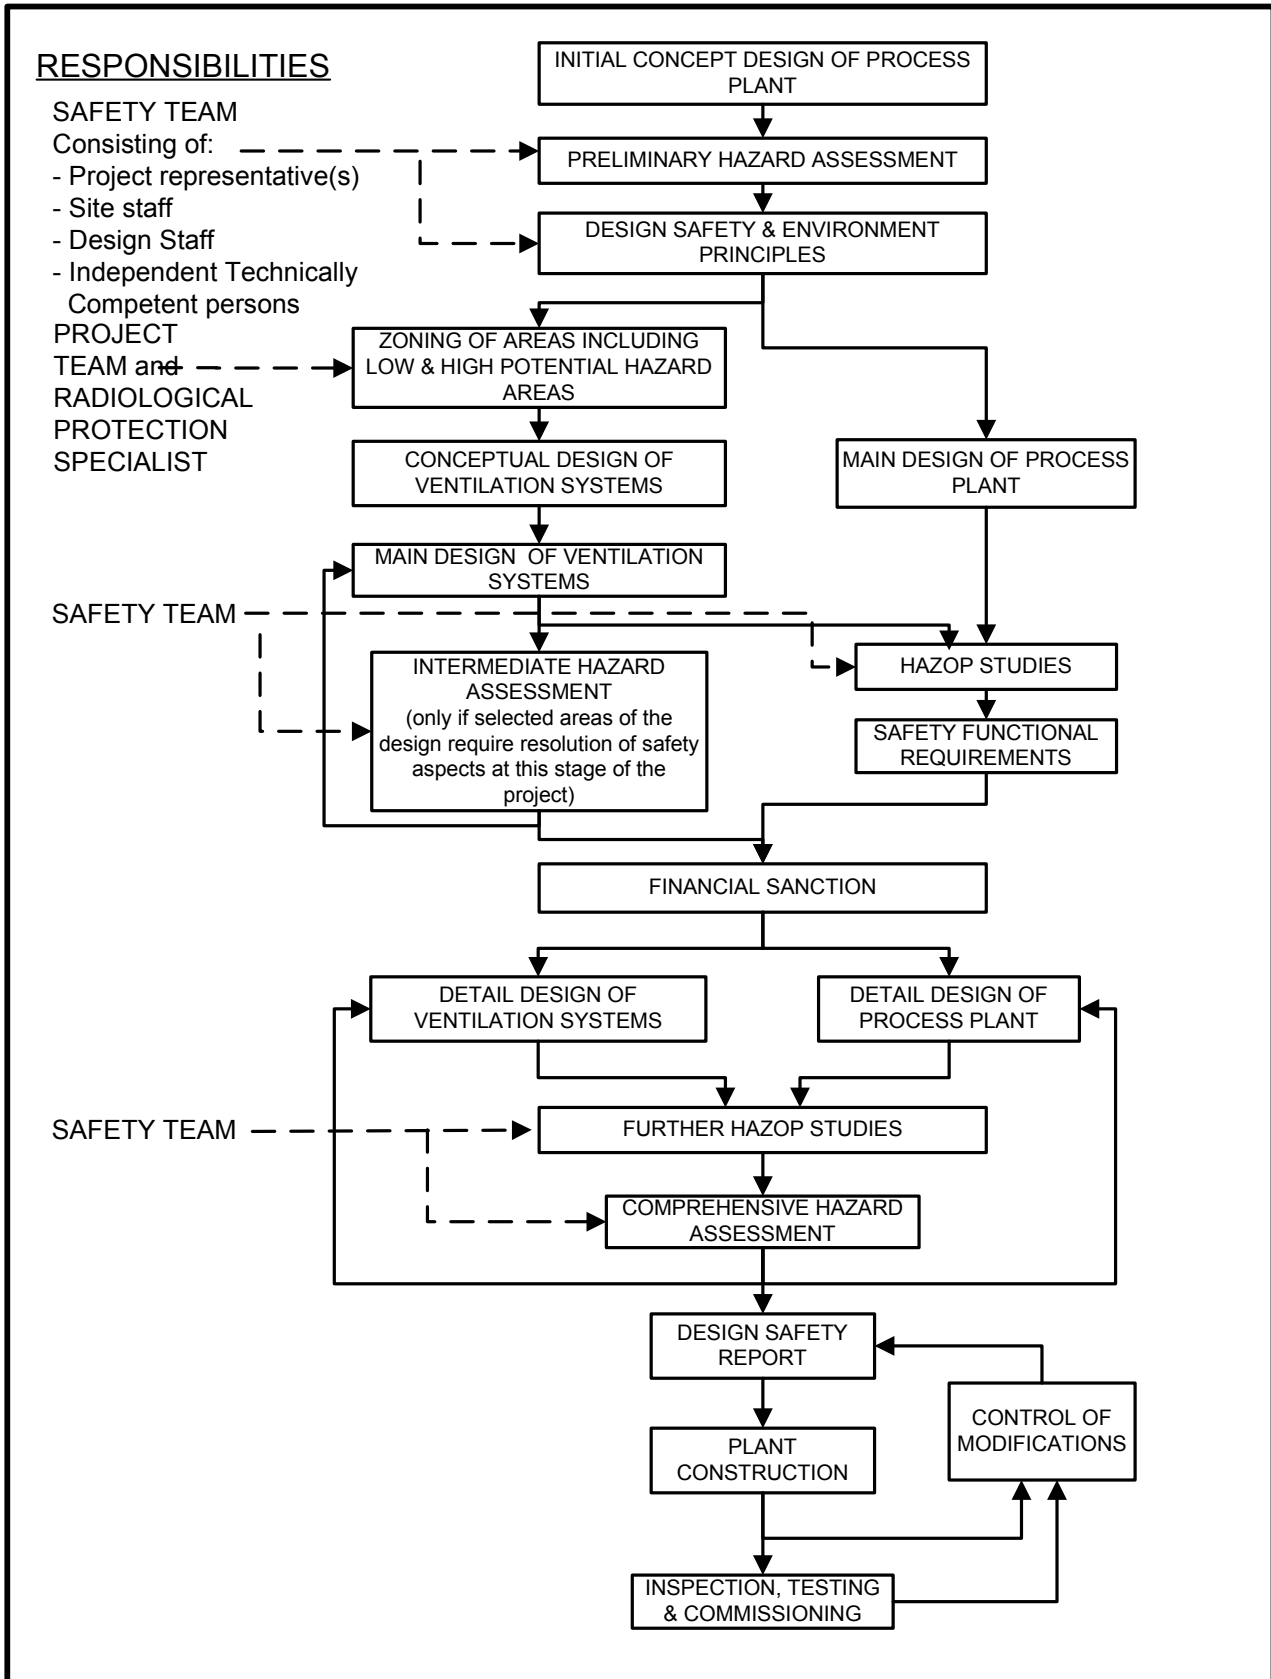 RESPONSIBILITIES
SAFETY TEAM
Consisting of:
- Project representative(s)
- Site staff
- Design Staff
- Independent Technically
Competent persons
PROJECT
TEAM and
RADIOLOGICAL
PROTECTION
SPECIALIST
INITIAL CONCEPT DESIGN OF PROCESS
PLANT
PRELIMINARY HAZARD ASSESSMENT
DESIGN SAFETY & ENVIRONMENT
PRINCIPLES
ZONING OF AREAS INCLUDING
LOW & HIGH POTENTIAL HAZARD
AREAS
CONCEPTUAL DESIGN OF
VENTILATION SYSTEMS
MAIN DESIGN OF PROCESS
PLANT
MAIN DESIGN  OF VENTILATION
SYSTEMS
SAFETY TEAM
INTERMEDIATE HAZARD
ASSESSMENT
(only if selected areas of the
design require resolution of safety
aspects at this stage of the
project)
HAZOP STUDIES
SAFETY FUNCTIONAL
REQUIREMENTS
FINANCIAL SANCTION
DETAIL DESIGN OF
VENTILATION SYSTEMS
DETAIL DESIGN OF
PROCESS PLANT
SAFETY TEAM
FURTHER HAZOP STUDIES
COMPREHENSIVE HAZARD
ASSESSMENT
DESIGN SAFETY
REPORT
CONTROL OF
MODIFICATIONS
PLANT
CONSTRUCTION
INSPECTION, TESTING
& COMMISSIONING